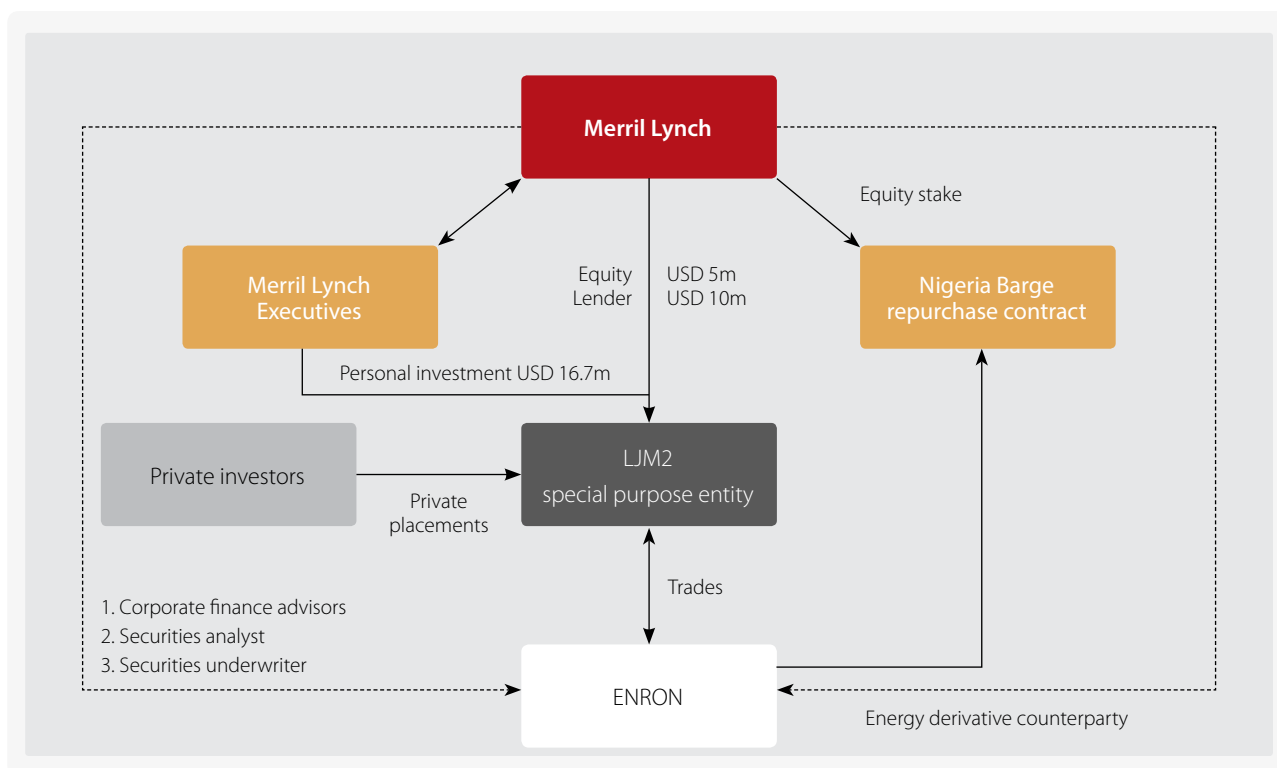 Merril Lynch
Equity stake
Merril Lynch
Executives
Equity
Lender
USD 5m
USD 10m
Nigeria Barge
repurchase contract
Personal investment USD 16.7m
Private investors
Private
placements
LJM2
special purpose entity
Trades
1. Corporate finance advisors
2. Securities analyst
3. Securities underwriter
ENRON
Energy derivative counterparty